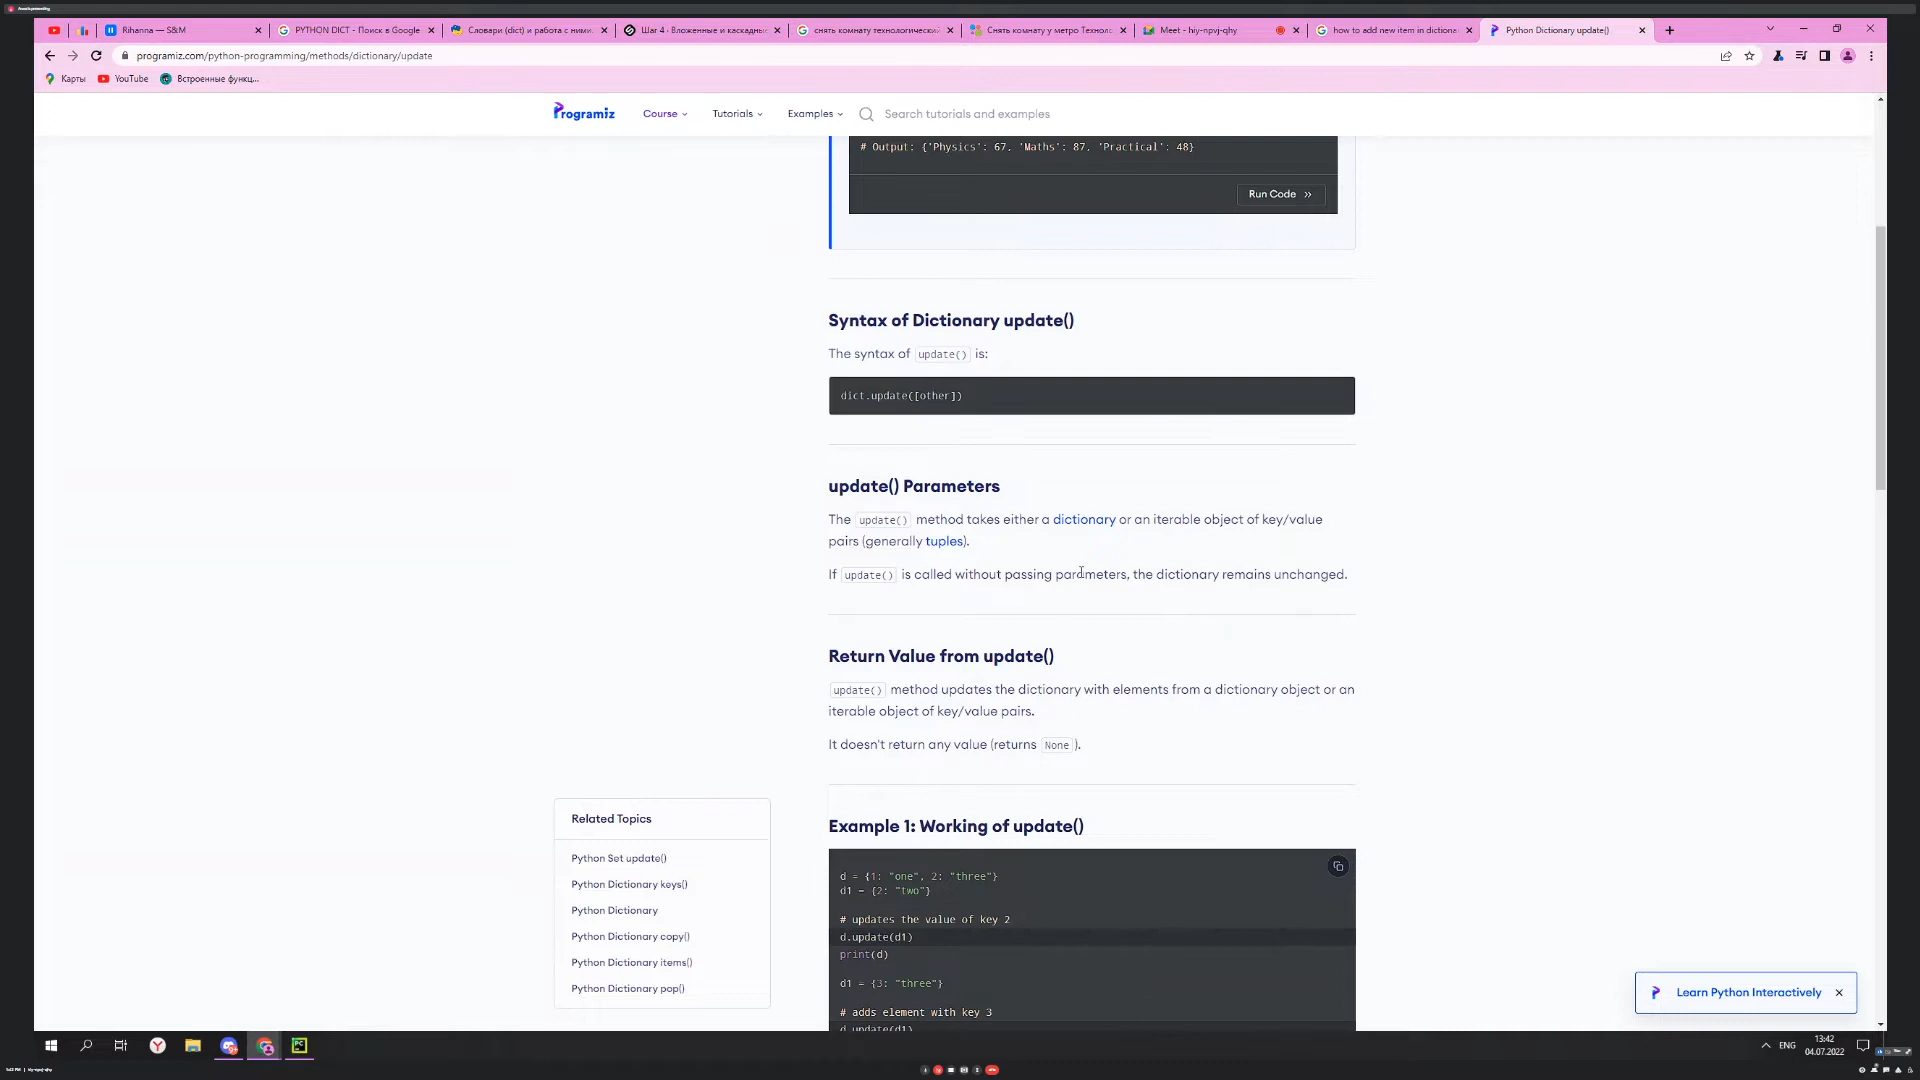 Rihanna — S&M
PYTHON DICT - Поиск в Google
Словари (dict) и работа с ними.
Шаг 4 · Вложенные и каскадны
снять комнату технологический
Снять комнату у метро Технол
Meet - hiy-npvj-qhy
how to add new item in dictiona
Python Dictionary update()
programiz.com/python-programming/methods/dictionary/update
Карты
YouTube
Встроенные функц...
Programiz
Course
Tutorials
Examples
Search tutorials and examples
# Output: {'Physics': 67, 'Maths': 87, 'Practical': 48}
Run Code
Syntax of Dictionary update()
The syntax of update() is:
dict.update([other])
update() Parameters
The update() method takes either a dictionary or an iterable object of key/value
pairs (generally tuples).
If update() is called without passing parameters, the dictionary remains unchanged.
Return Value from update()
update() method updates the dictionary with elements from a dictionary object or an
iterable object of key/value pairs.
It doesn't return any value (returns None).
Example 1: Working of update()
d = {1: "one", 2: "three"}
d1 = {2: "two"}
# updates the value of key 2
d.update(d1)
print(d)
d1 = {3: "three"}
# adds element with key 3
d.update(d1)
Related Topics
Python Set update()
Python Dictionary keys()
Python Dictionary
Python Dictionary copy()
Python Dictionary items()
Python Dictionary pop()
Learn Python Interactively
ENG
13:42
04.07.2022